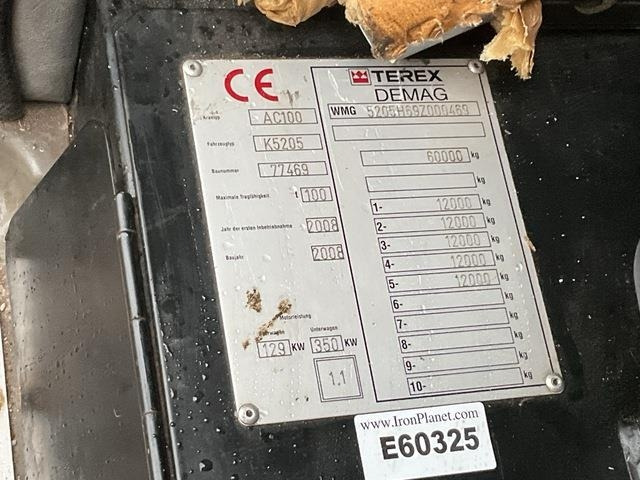 CE
Krantyp AC100
Fahrzeugtyp K5205
Baunummer 77469
Maximale Tragfähigkeit t 100
Jahr der ersten Inbetriebnahme 2008
Baujahr 2008
Motorleistung
Unterwagen
129 KW 350 KW
1.1
TEREX
DEMAG
WMG 5205H69Z000469
60000 kg
kg
1- 12000 kg
2- 12000 kg
3- 12000 kg
4- 12000 kg
5- 12000 kg
6- kg
7- kg
8- kg
9- kg
10- kg
www.IronPlanet.com
E60325